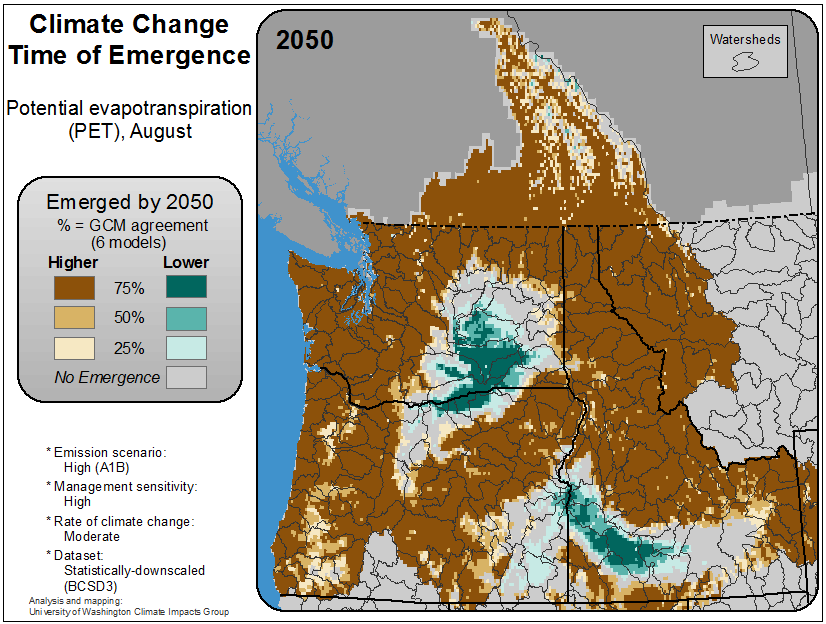 Climate Change
Time of Emergence
Potential evapotranspiration
(PET), August
Emerged by 2050
% = GCM agreement
(6 models)
Higher Lower
75%
50%
25%
No Emergence
* Emission scenario:
High (A1B)
* Management sensitivity:
High
* Rate of climate change:
Moderate
* Dataset:
Statistically-downscaled
(BCSD3)
Analysis and mapping:
University of Washington Climate Impacts Group
2050
Watersheds